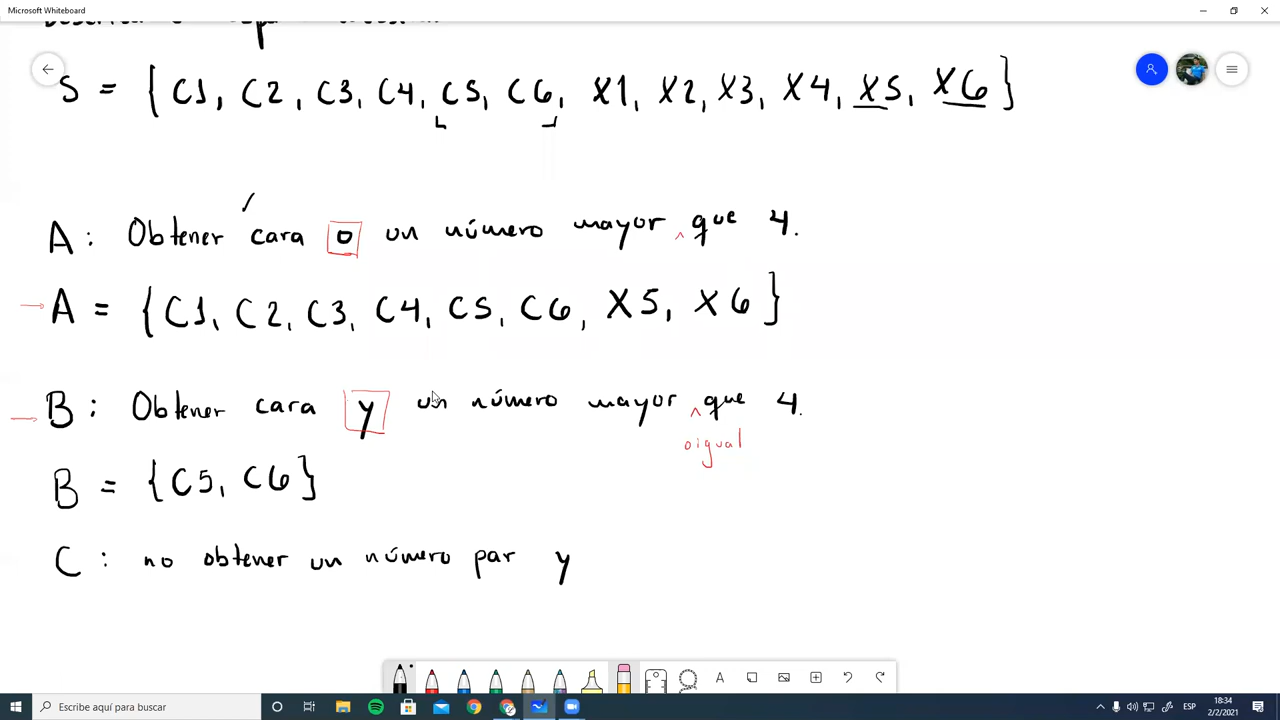 Microsoft Whiteboard
S = { C1, C2, C3, C4, C5, C6, X1, X2, X3, X4, X5, X6 }
A: Obtener cara o un número mayor ^ que 4.
→ A = { C1, C2, C3, C4, C5, C6, X5, X6 }
B: Obtener cara y un número mayor ^ que 4.
o igual
B = { C5, C6 }
C: no obtener un número par y
Escribe aquí para buscar
ESP
18:34
2/2/2021